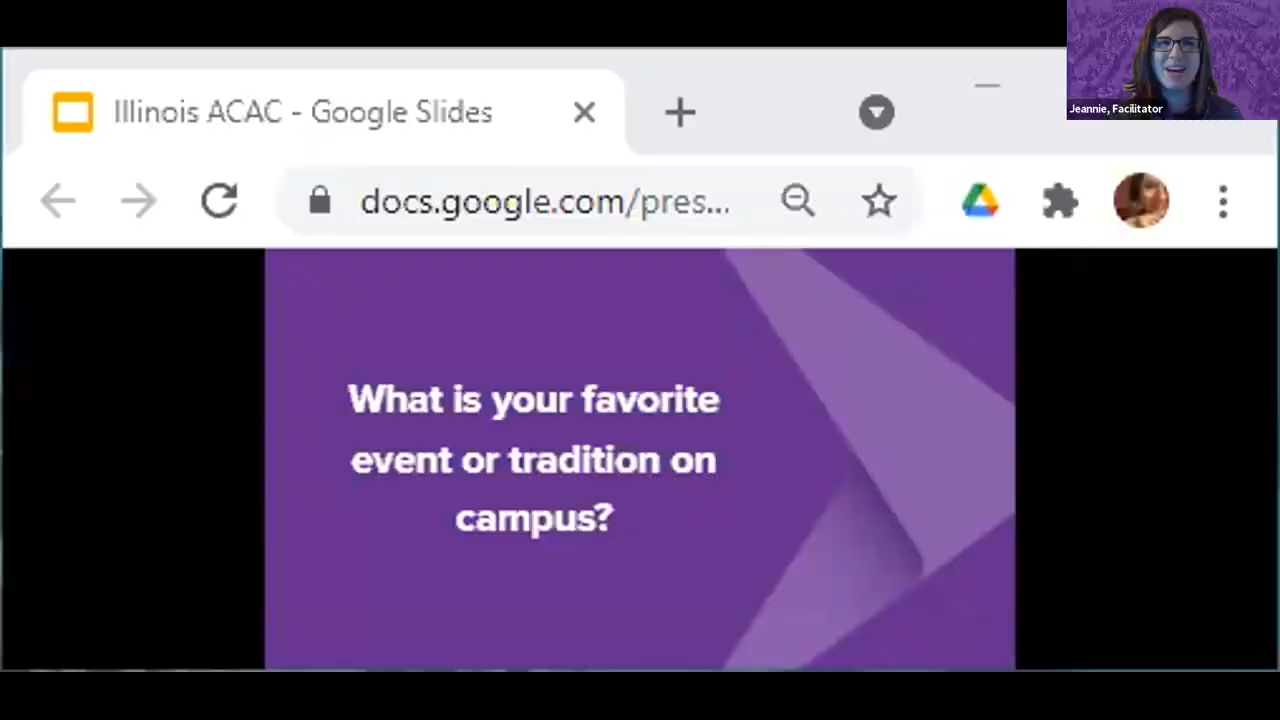 Jeannie, Facilitator
Illinois ACAC - Google Slides
docs.google.com/pres...
What is your favorite
event or tradition on
campus?